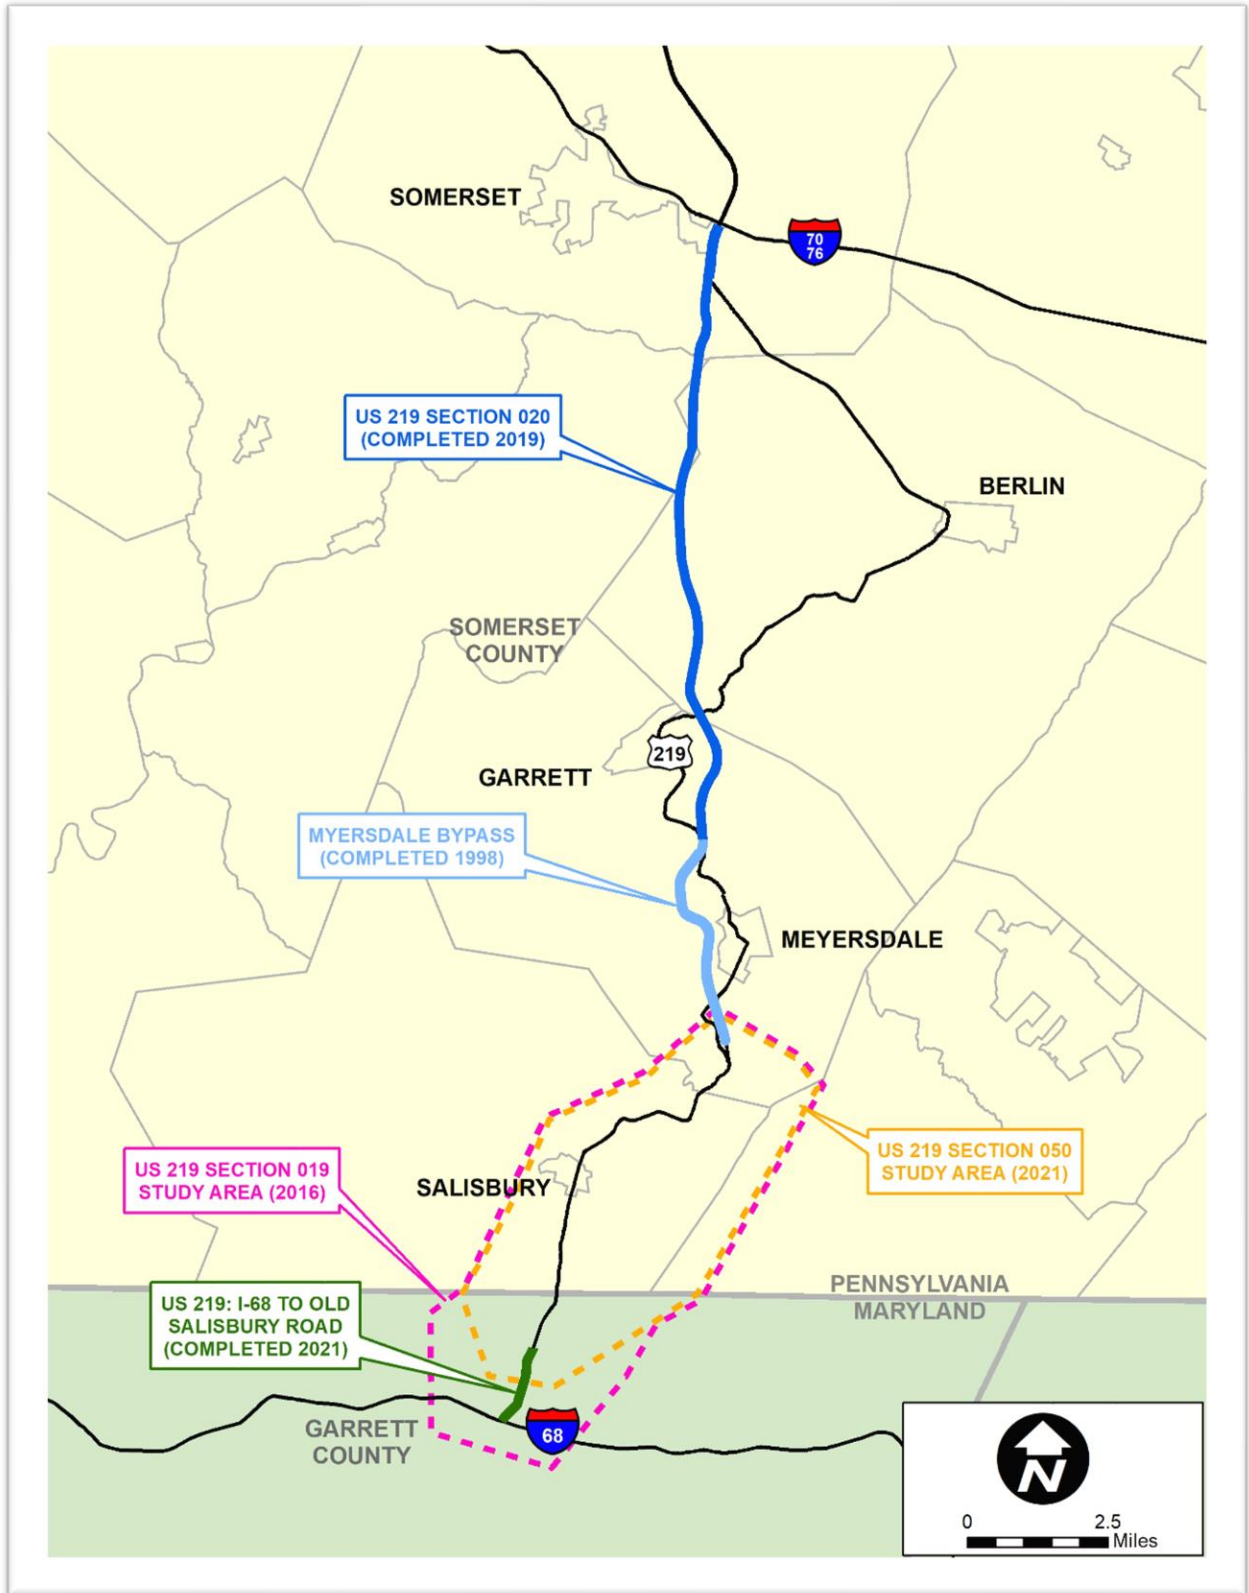 SOMERSET
70
76
US 219 SECTION 020
(COMPLETED 2019)
BERLIN
SOMERSET
COUNTY
219
GARRETT
MYERSDALE BYPASS
(COMPLETED 1998)
MEYERSDALE
US 219 SECTION 050
STUDY AREA (2021)
US 219 SECTION 019
STUDY AREA (2016)
SALISBURY
PENNSYLVANIA
MARYLAND
US 219: I-68 TO OLD
SALISBURY ROAD
(COMPLETED 2021)
GARRETT
COUNTY
68
N
0 2.5
Miles